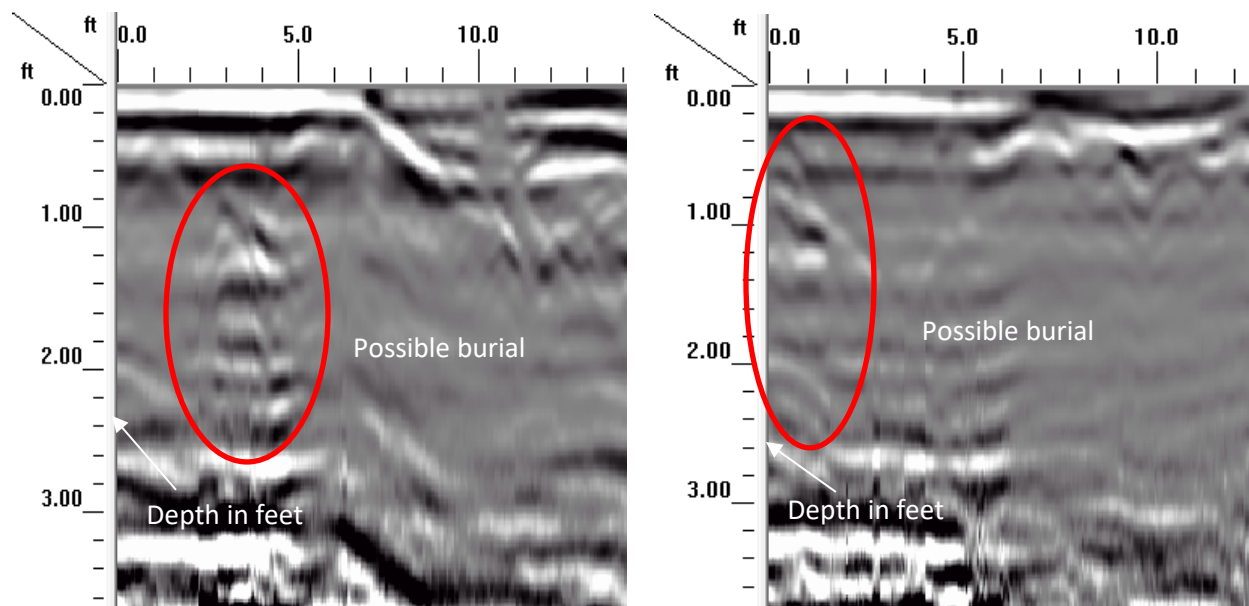 ft 0.0 5.0 10.0
ft
0.00
1.00
2.00
3.00
Possible burial
Depth in feet
ft 0.0 5.0 10.0
ft
0.00
1.00
2.00
3.00
Possible burial
Depth in feet